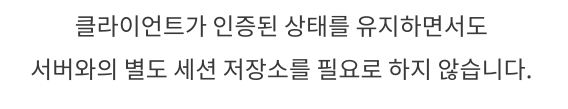 클라이언트가 인증된 상태를 유지하면서도
서버와의 별도 세션 저장소를 필요로 하지 않습니다.